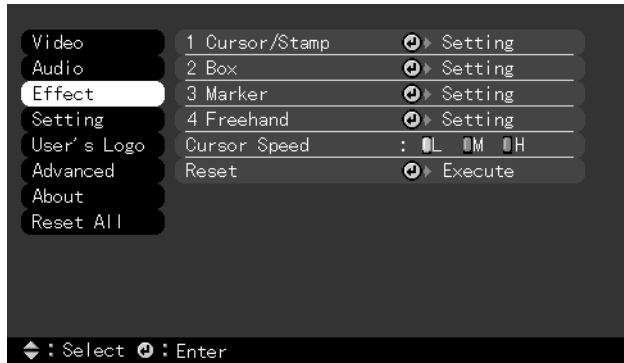 Video
Audio
Effect
Setting
User's Logo
Advanced
About
Reset All
1 Cursor/Stamp Setting
2 Box Setting
3 Marker Setting
4 Freehand Setting
Cursor Speed : L M H
Reset Execute
: Select : Enter